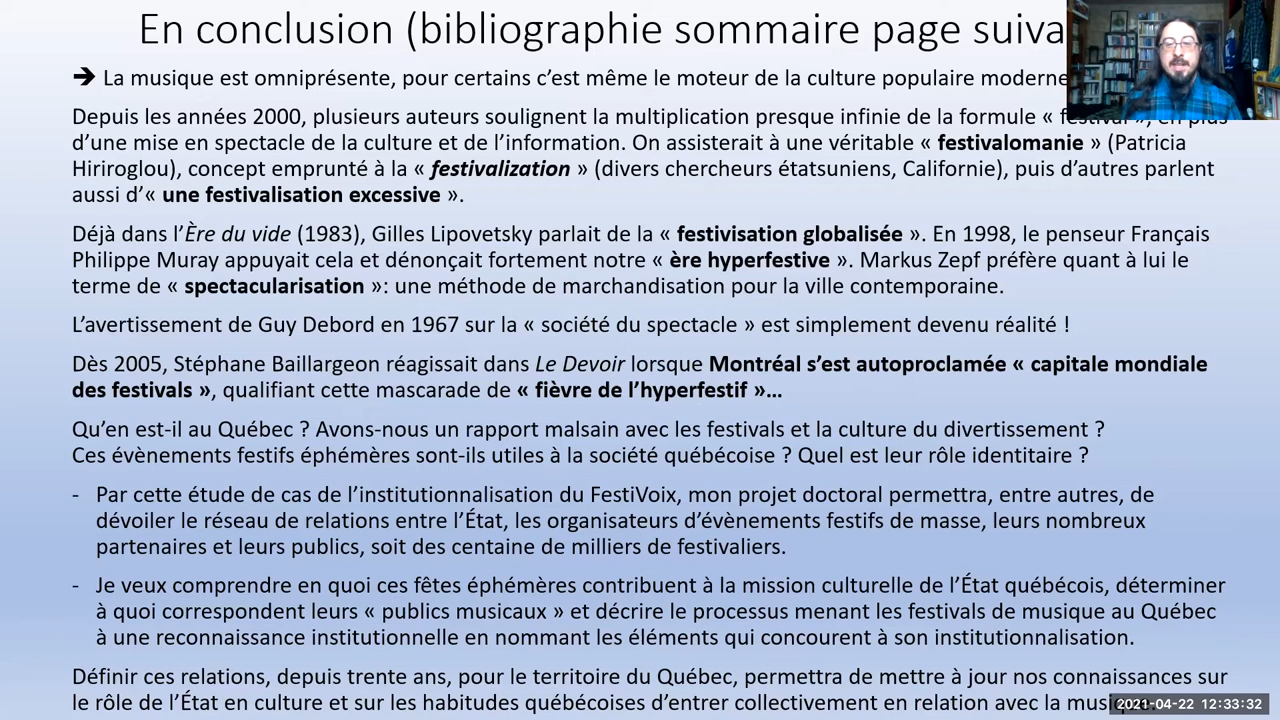 En conclusion (bibliographie sommaire page suiva
➔ La musique est omniprésente, pour certains c’est même le moteur de la culture populaire moderne
Depuis les années 2000, plusieurs auteurs soulignent la multiplication presque infinie de la formule « festival », en plus
d’une mise en spectacle de la culture et de l’information. On assisterait à une véritable « festivalomanie » (Patricia
Hiriroglou), concept emprunté à la « festivalization » (divers chercheurs étatsuniens, Californie), puis d’autres parlent
aussi d’« une festivalisation excessive ».
Déjà dans l’Ère du vide (1983), Gilles Lipovetsky parlait de la « festivisation globalisée ». En 1998, le penseur Français
Philippe Muray appuyait cela et dénonçait fortement notre « ère hyperfestive ». Markus Zepf préfère quant à lui le
terme de « spectacularisation »: une méthode de marchandisation pour la ville contemporaine.
L’avertissement de Guy Debord en 1967 sur la « société du spectacle » est simplement devenu réalité !
Dès 2005, Stéphane Baillargeon réagissait dans Le Devoir lorsque Montréal s’est autoproclamée « capitale mondiale
des festivals », qualifiant cette mascarade de « fièvre de l’hyperfestif »…
Qu’en est-il au Québec ? Avons-nous un rapport malsain avec les festivals et la culture du divertissement ?
Ces évènements festifs éphémères sont-ils utiles à la société québécoise ? Quel est leur rôle identitaire ?
- Par cette étude de cas de l’institutionnalisation du FestiVoix, mon projet doctoral permettra, entre autres, de
dévoiler le réseau de relations entre l’État, les organisateurs d’évènements festifs de masse, leurs nombreux
partenaires et leurs publics, soit des centaine de milliers de festivaliers.
- Je veux comprendre en quoi ces fêtes éphémères contribuent à la mission culturelle de l’État québécois, déterminer
à quoi correspondent leurs « publics musicaux » et décrire le processus menant les festivals de musique au Québec
à une reconnaissance institutionnelle en nommant les éléments qui concourent à son institutionnalisation.
Définir ces relations, depuis trente ans, pour le territoire du Québec, permettra de mettre à jour nos connaissances sur
le rôle de l’État en culture et sur les habitudes québécoises d’entrer collectivement en relation avec la musique.
2021-04-22 12:33:32